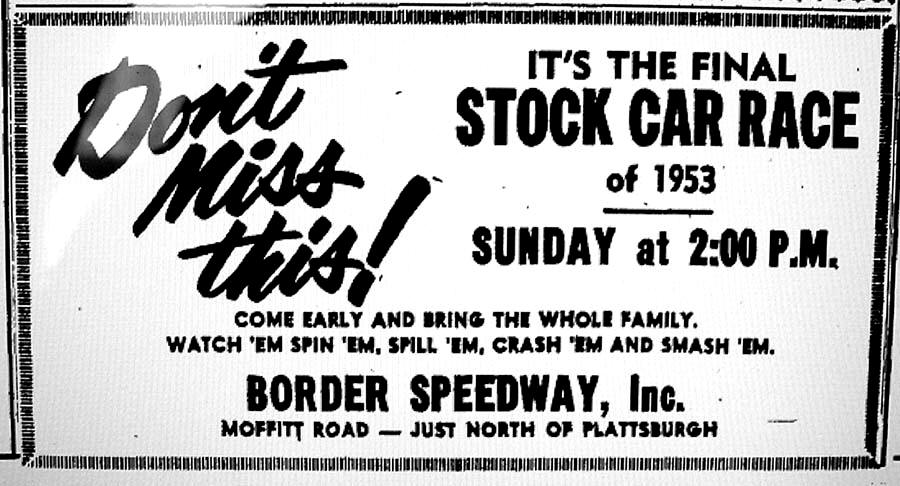 Don't
Miss
this!
IT'S THE FINAL
STOCK CAR RACE
of 1953
SUNDAY at 2:00 P.M.
COME EARLY AND BRING THE WHOLE FAMILY.
WATCH 'EM SPIN 'EM, SPILL 'EM, CRASH 'EM AND SMASH 'EM.
BORDER SPEEDWAY, Inc.
MOFFITT ROAD — JUST NORTH OF PLATTSBURGH